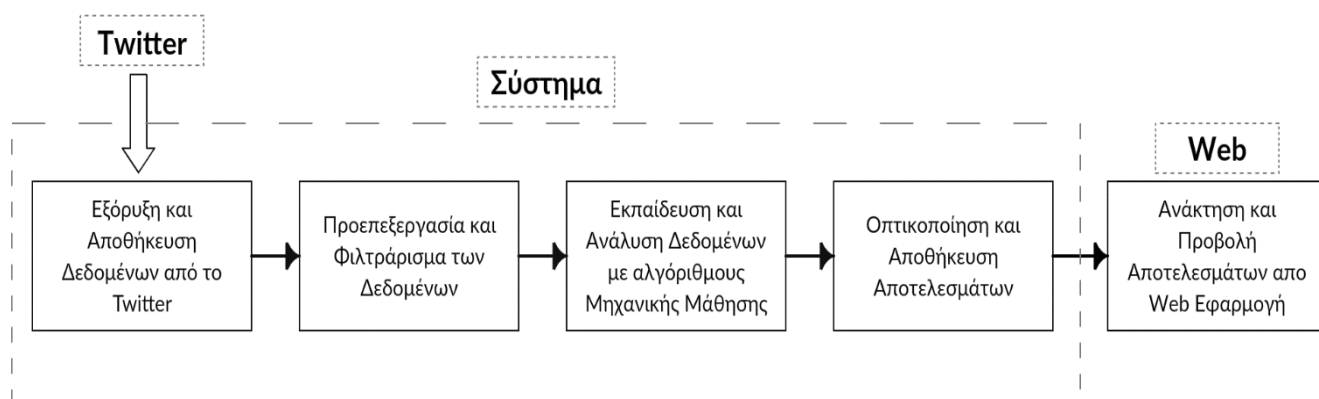 Twitter
Σύστημα
Web
Εξόρυξη και
Αποθήκευση
Δεδομένων από το
Twitter
Προεπεξεργασία και
Φιλτράρισμα των
Δεδομένων
Εκπαίδευση και
Ανάλυση Δεδομένων
με αλγόριθμους
Μηχανικής Μάθησης
Οπτικοποίηση και
Αποθήκευση
Αποτελεσμάτων
Ανάκτηση και
Προβολή
Αποτελεσμάτων απο
Web Εφαρμογή